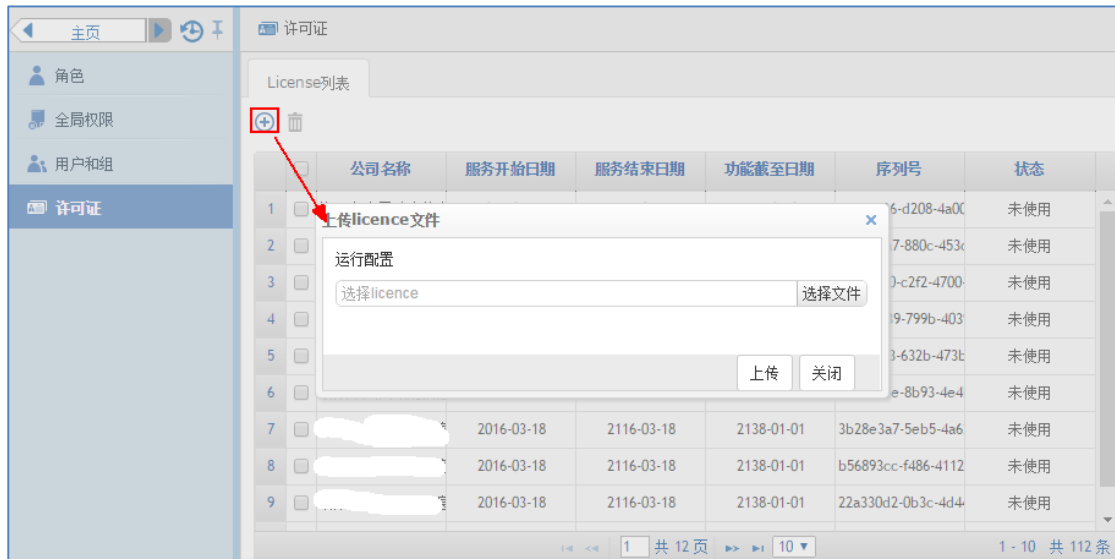 主页
许可证
角色
全局权限
用户和组
许可证
License列表
公司名称 服务开始日期 服务结束日期 功能截至日期 序列号 状态
1 6-d208-4a00 未使用
上传licence文件 ×
2 7-880c-453c 未使用
运行配置
3 0-c2f2-4700- 未使用
选择licence 选择文件
4 39-799b-403 未使用
5 3-632b-473b 未使用
上传 关闭
6 e-8b93-4e4 未使用
7 2016-03-18 2116-03-18 2138-01-01 3b28e3a7-5eb5-4a6 未使用
8 2016-03-18 2116-03-18 2138-01-01 b56893cc-f486-4112 未使用
9 2016-03-18 2116-03-18 2138-01-01 22a330d2-0b3c-4d4 未使用
1 共 12 页 10 1 - 10 共 112 条